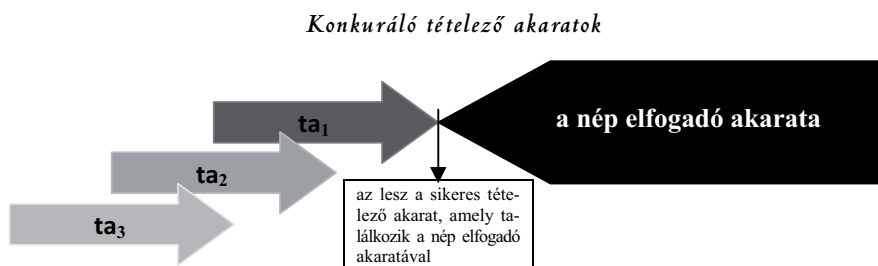 Konkuráló tételező akaratok
ta1
a nép elfogadó akarata
ta2
ta3
az lesz a sikeres téte-
lező akarat, amely ta-
lálkozik a nép elfogadó
akaratával